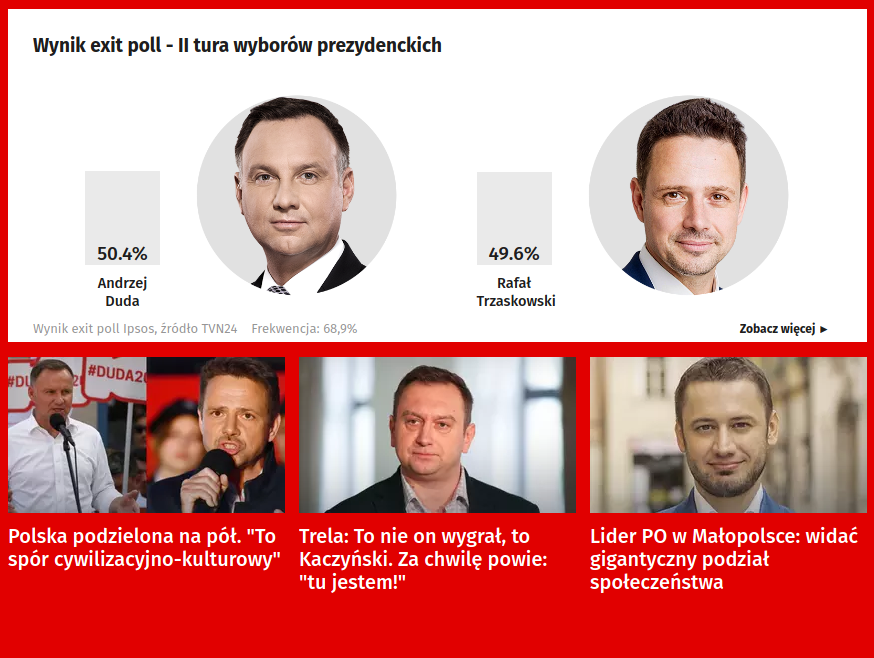 Wynik exit poll - II tura wyborów prezydenckich
50.4%
Andrzej
Duda
49.6%
Rafał
Trzaskowski
Wynik exit poll Ipsos, źródło TVN24 Frekwencja: 68,9%
Zobacz więcej ►
#DUDA20
Polska podzielona na pół. "To
spór cywilizacyjno-kulturowy"
Trela: To nie on wygrał, to
Kaczyński. Za chwilę powie:
"tu jestem!"
Lider PO w Małopolsce: widać
gigantyczny podział
społeczeństwa